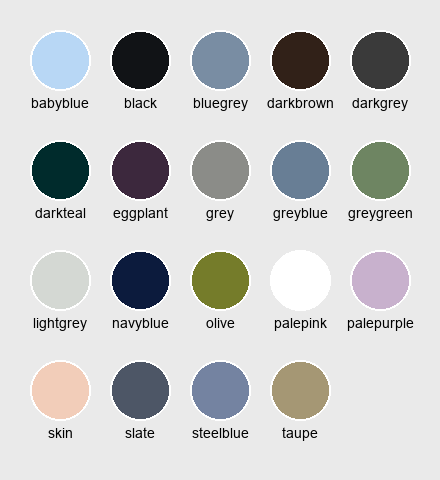 babyblue black bluegrey darkbrown darkgrey
darkteal eggplant grey greyblue greygreen
lightgrey navyblue olive palepink palepurple
skin slate steelblue taupe